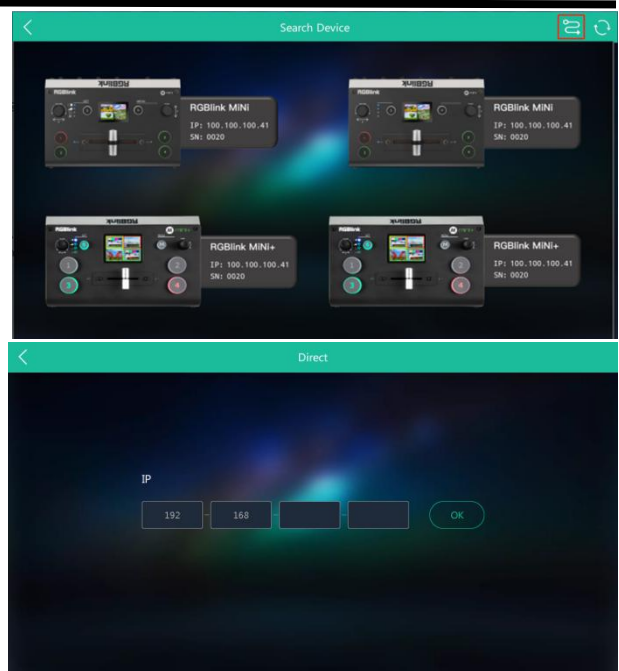 Search Device
RGBlink MiNi
IP: 100.100.100.41
SN: 0020
RGBlink MiNi
IP: 100.100.100.41
SN: 0020
RGBlink MiNi+
IP: 100.100.100.41
SN: 0020
RGBlink MiNi+
IP: 100.100.100.41
SN: 0020
Direct
IP
192 - 168 - -
OK